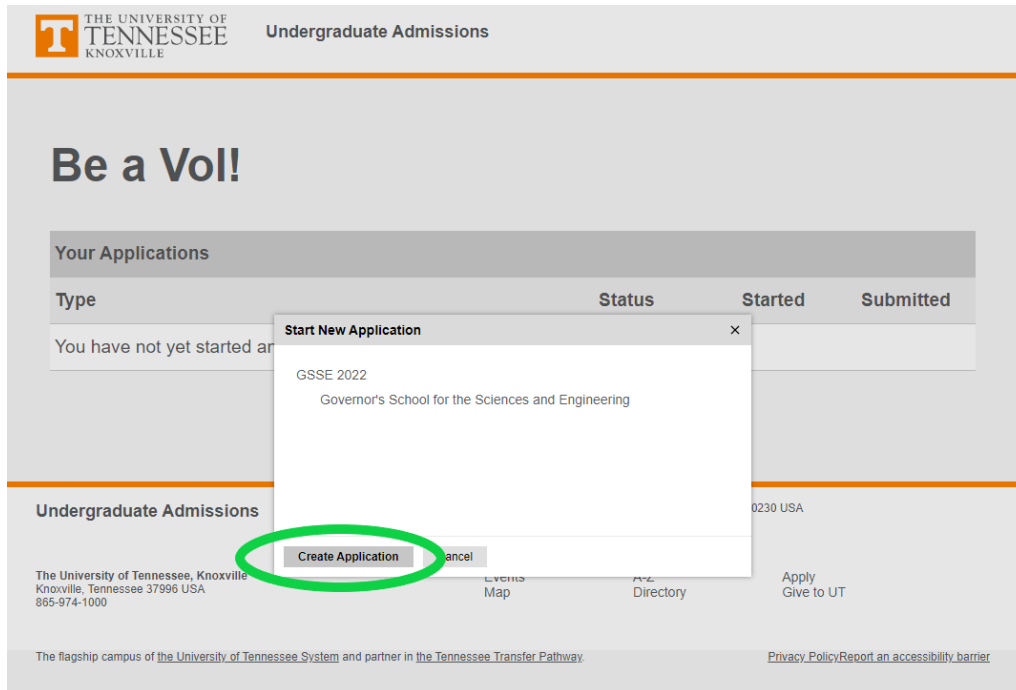 THE UNIVERSITY OF
TENNESSEE
KNOXVILLE
Undergraduate Admissions
Be a Vol!
Your Applications
Type Status Started Submitted
You have not yet started
Start New Application ×
GSSE 2022
Governor's School for the Sciences and Engineering
Create Application
Undergraduate Admissions
0230 USA
The University of Tennessee, Knoxville
Knoxville, Tennessee 37996 USA
865-974-1000
Events
Map
A-Z
Directory
Apply
Give to UT
The flagship campus of the University of Tennessee System and partner in the Tennessee Transfer Pathway.
Privacy PolicyReport an accessibility barrier